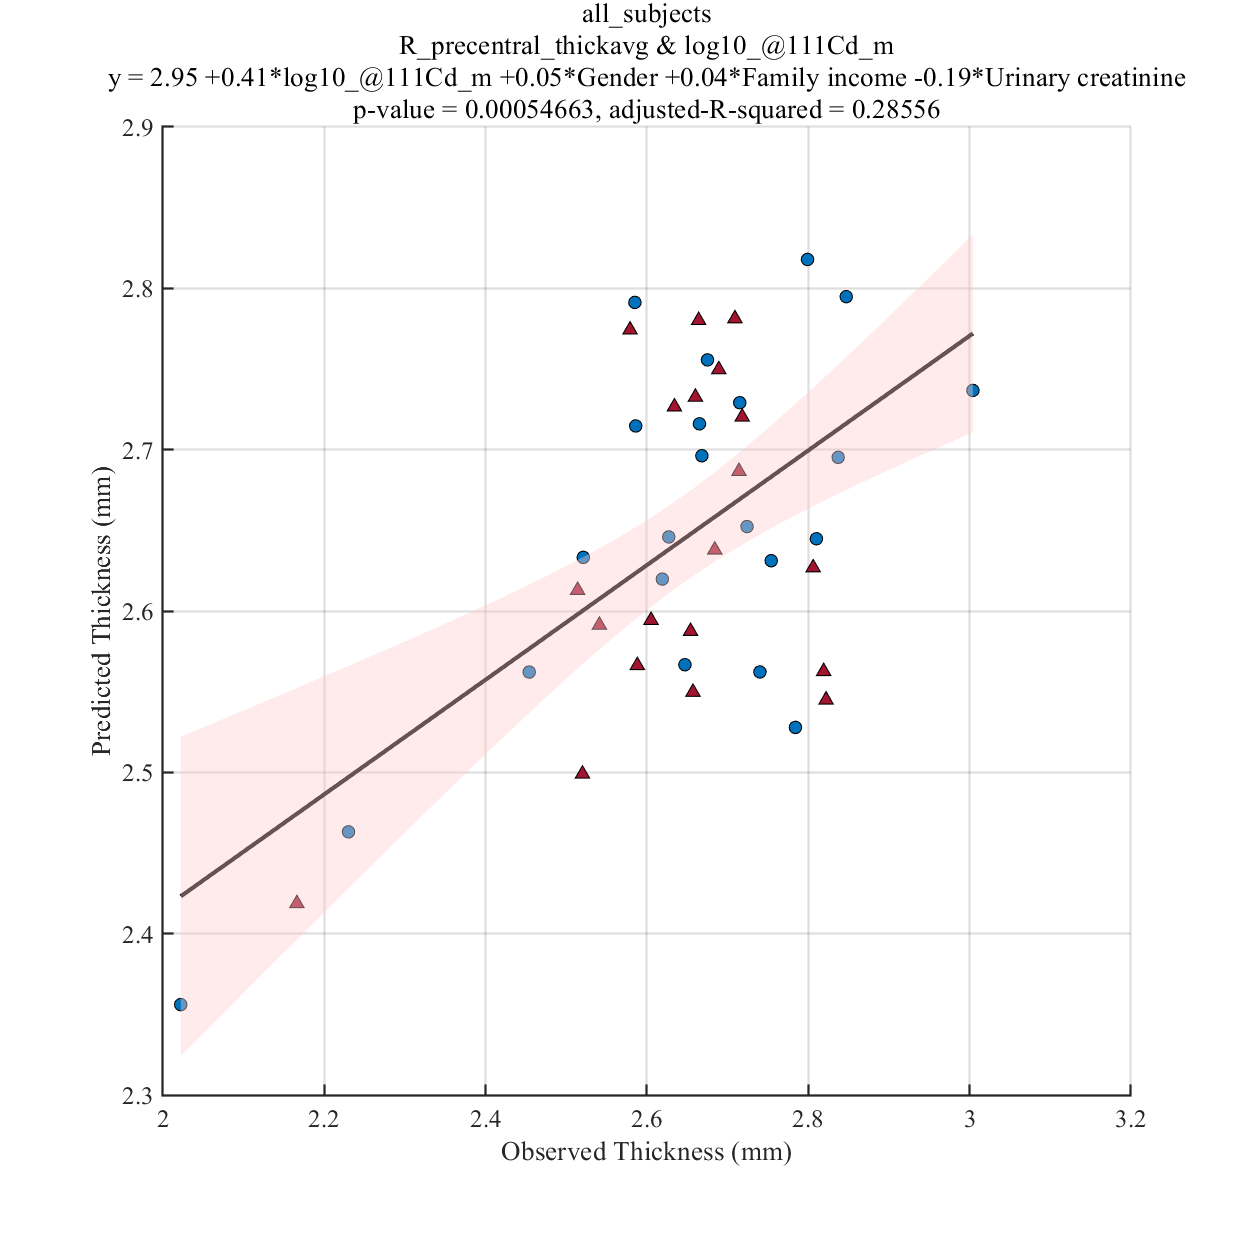 all_subjects
R_precentral_thickavg & log10_@111Cd_m
y = 2.95 +0.41*log10_@111Cd_m +0.05*Gender +0.04*Family income -0.19*Urinary creatinine
p-value = 0.00054663, adjusted-R-squared = 0.28556
2.9
2.8
2.7
2.6
2.5
2.4
2.3
Predicted Thickness (mm)
2
2.2
2.4
2.6
2.8
3
3.2
Observed Thickness (mm)